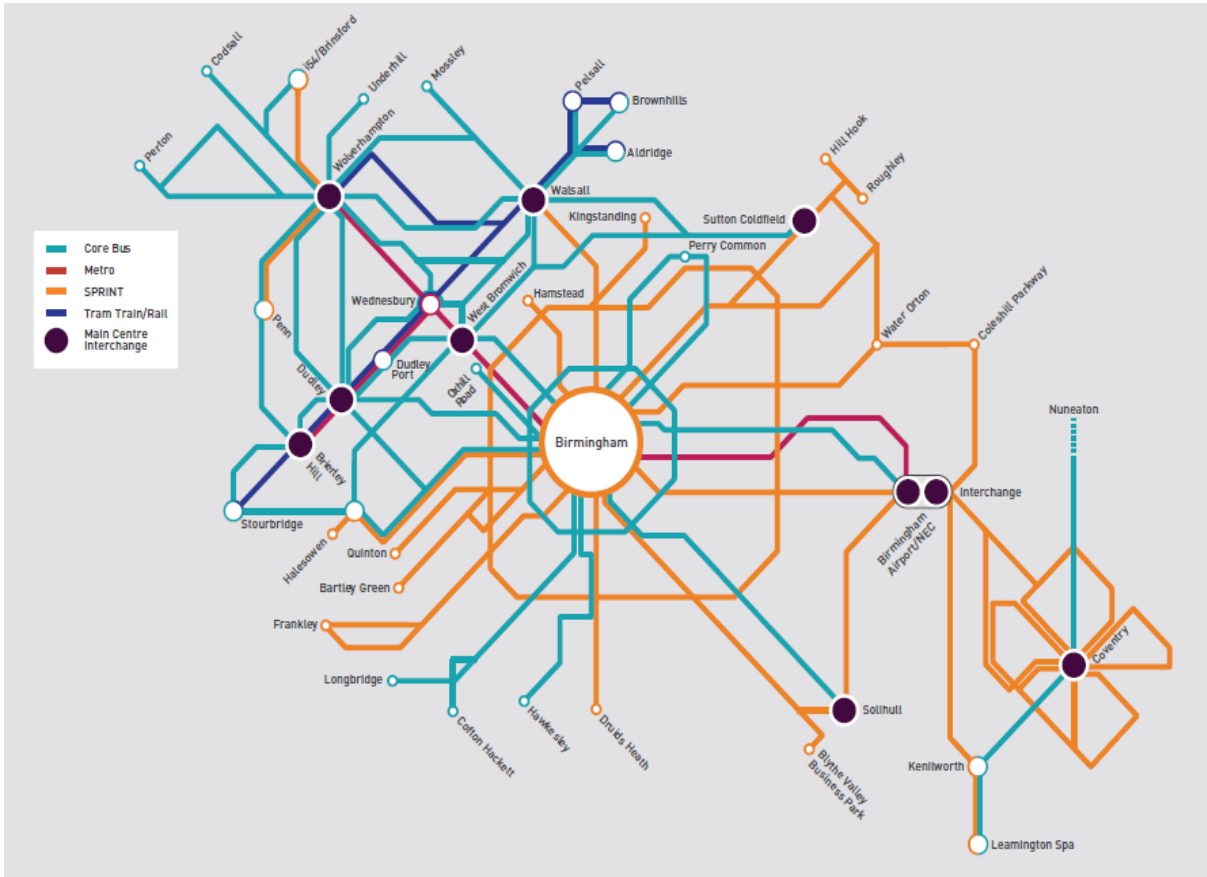 Codsall
i54/Brinsford
Underhill
Mossley
Pelsall
Brownhills
Aldridge
Perton
Wolverhampton
Walsall
Kingstanding
Hill Hook
Roughley
Sutton Coldfield
Perry Common
Core Bus
Metro
SPRINT
Tram Train/Rail
Main Centre
Interchange
Wednesbury
West Bromwich
Hamstead
Penn
Water Orton
Coleshill Parkway
Dudley
Dudley
Port
Oxhill
Road
Nuneaton
Birmingham
Brierley
Hill
Interchange
Birmingham
Airport/NEC
Stourbridge
Halesowen
Quinton
Bartley Green
Frankley
Coventry
Longbridge
Cofton Hackett
Hawkesley
Druids Heath
Solihull
Blythe Valley
Business Park
Kenilworth
Leamington Spa